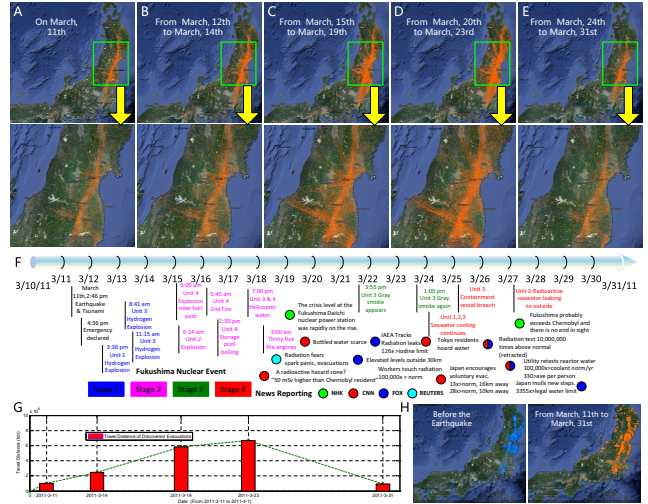 A
On March,
11th
B
From March, 12th
to March, 14th
C
From March, 15th
to March, 19th
D
From March, 20th
to March, 23rd
E
From March, 24th
to March, 31st
F
3/10/11
3/11
3/12
3/13
3/14
3/15
3/16
3/17
3/18
3/19
3/20
3/21
3/22
3/23
3/24
3/25
3/26
3/27
3/28
3/29
3/30
3/31/11
March
11th,2:46 pm
Earthquake
& Tsunami
4:36 pm
Emergency
declared
3:36 pm
Unit 1
Hydrogen
Explosion
8:41 am
Unit 3
Hydrogen
Explosion
11:15 am
Unit 3
Hydrogen
Explosion
6:00 am
Unit 4
Explosion
near fuel
pool
6:14 am
Unit 2
Explosion
5:45 am
Unit 4
2nd Fire
2:30 pm
Unit 4
Storage
pool
boiling
7:00 pm
Unit 3 & 4
Helicopter
water
3:00 am
Thirty five
fire engines
3:55 pm
Unit 3 Gray
smoke
appears
1:00 pm
Unit 3 Gray
smoke again
Unit 1,2,3
Seawater cooling
continues
Unit 3
Containment
vessel breach
Unit 2 Radioactive
seawater leaking
to outside
Fukushima Nuclear Event
Stage 1
Stage 2
Stage 3
Stage 4
The crisis level at the
Fukushima Daiichi
nuclear power station
was rapidly on the rise.
Radiation fears
spark panic, evacuations
A radioactive hazard zone?
"50 mSv higher than Chernobyl resident"
Bottled water scarce
IAEA Tracks
Radiation leaks
126x >iodine limit
Elevated levels outside 30km
Workers touch radiation
100,000x > norm
Tokyo residents
hoard water
Japan encourages
voluntary evac.
13x>norm, 16km away
28x>norm, 10km away
Fukushima probably
exceeds Chernobyl and
there is no end in sight
Radiation test 10,000,000
times above normal
(retracted)
Utility retests reactor water
100,000x>coolant norm/yr
330>ave per person
Japan mulls new steps
3355x>legal water limit
News Reporting
NHK
CNN
FOX
REUTERS
G
Travel Distance of Discovered Evacuations
Travel Distance (km)
10
8
6
4
2
0
2011-3-11
2011-3-14
2011-3-19
2011-3-23
2011-3-31
Date (From 2011-3-11 to 2011-4-1)
H
Before the
Earthquake
From March, 11th to
March, 31st